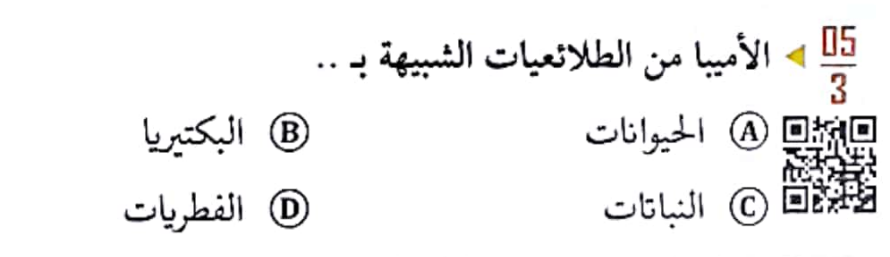 05
3
◀ الأميبا من الطلائعيات الشبيهة بـ ..
Ⓐ الحيوانات Ⓑ البكتيريا
Ⓒ النباتات Ⓓ الفطريات